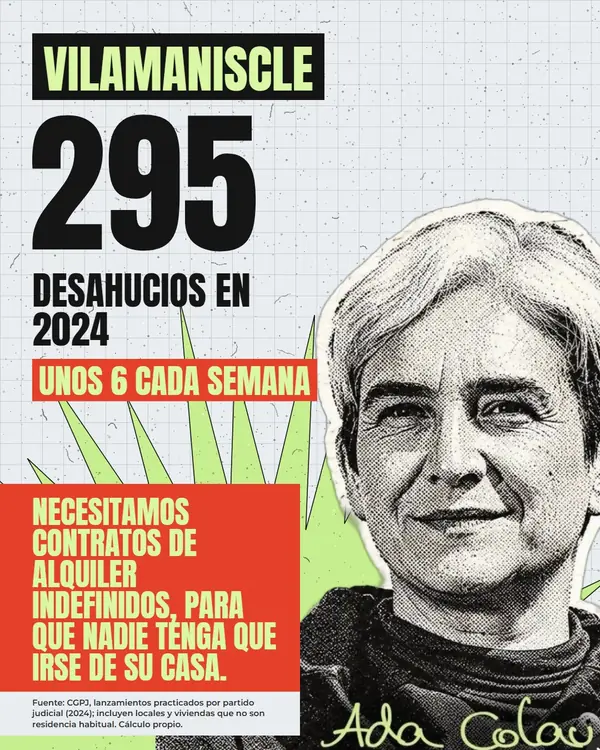 VILAMANISCLE
295
DESAHUCIOS EN
2024
UNOS 6 CADA SEMANA
NECESITAMOS
CONTRATOS DE
ALQUILER
INDEFINIDOS, PARA
QUE NADIE TENGA QUE
IRSE DE SU CASA.
Fuente: CGPJ, lanzamientos practicados por partido
judicial (2024); incluyen locales y viviendas que no son
residencia habitual. Cálculo propio.
Ada Colau